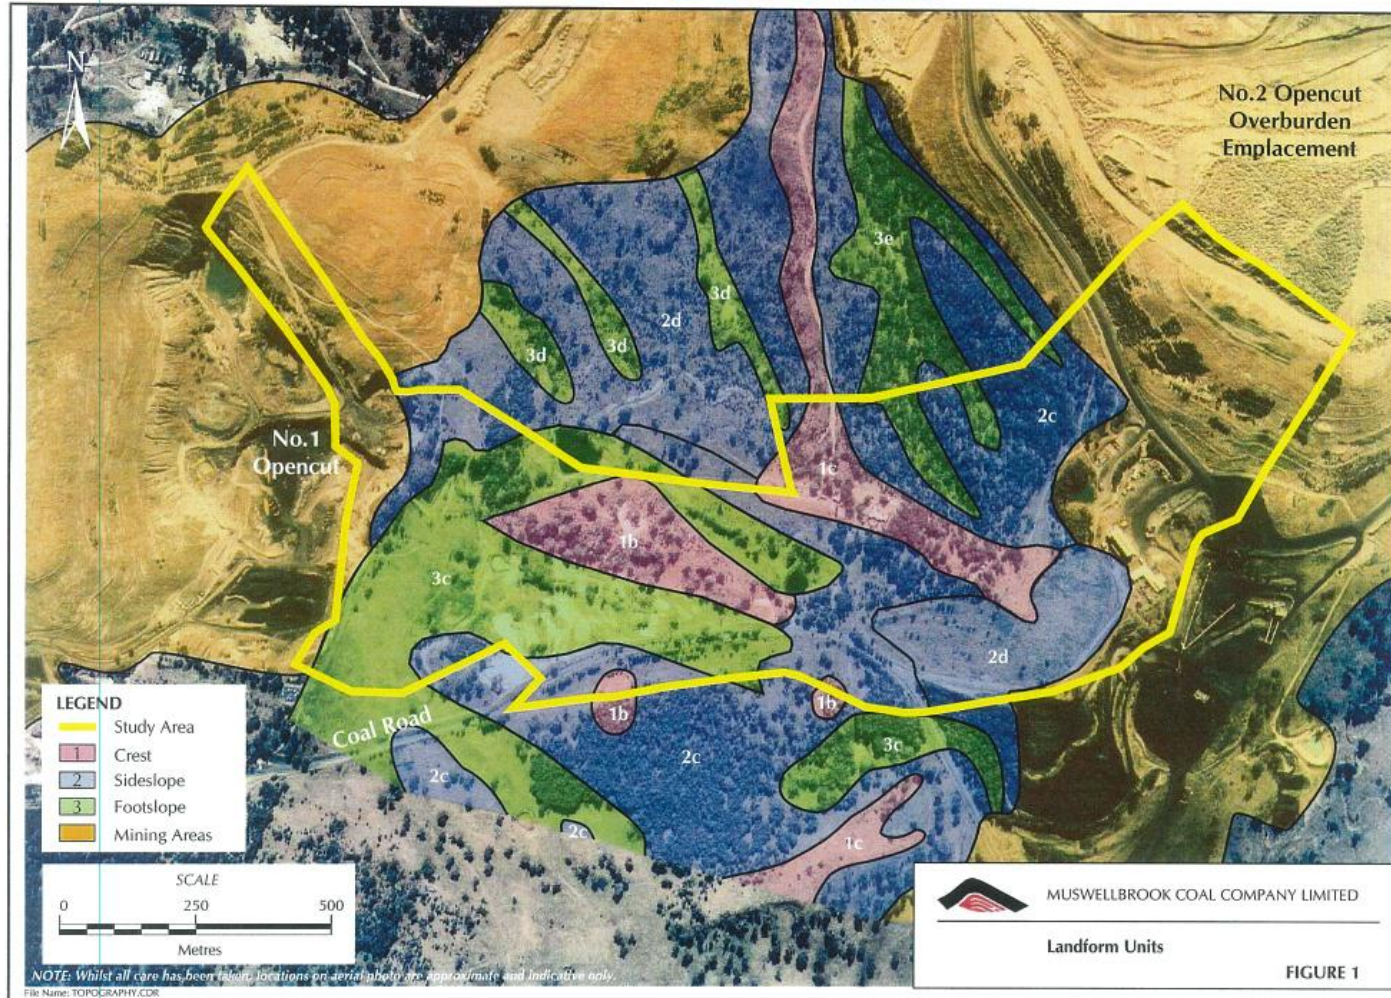 N
No.2 Opencut
Overburden
Emplacement
3e
3d
2d
3d
3d
2c
No.1
Opencut
1c
1b
3c
2d
1b
1b
Coal Road
3c
2c
2c
2c
1c
LEGEND
Study Area
1 Crest
2 Sideslope
3 Footslope
Mining Areas
SCALE
0 250 500
Metres
NOTE: Whilst all care has been taken, locations on aerial photo are approximate and indicative only.
File Name: TOPOGRAPHY.CDR
MUSWELLBROOK COAL COMPANY LIMITED
Landform Units
FIGURE 1